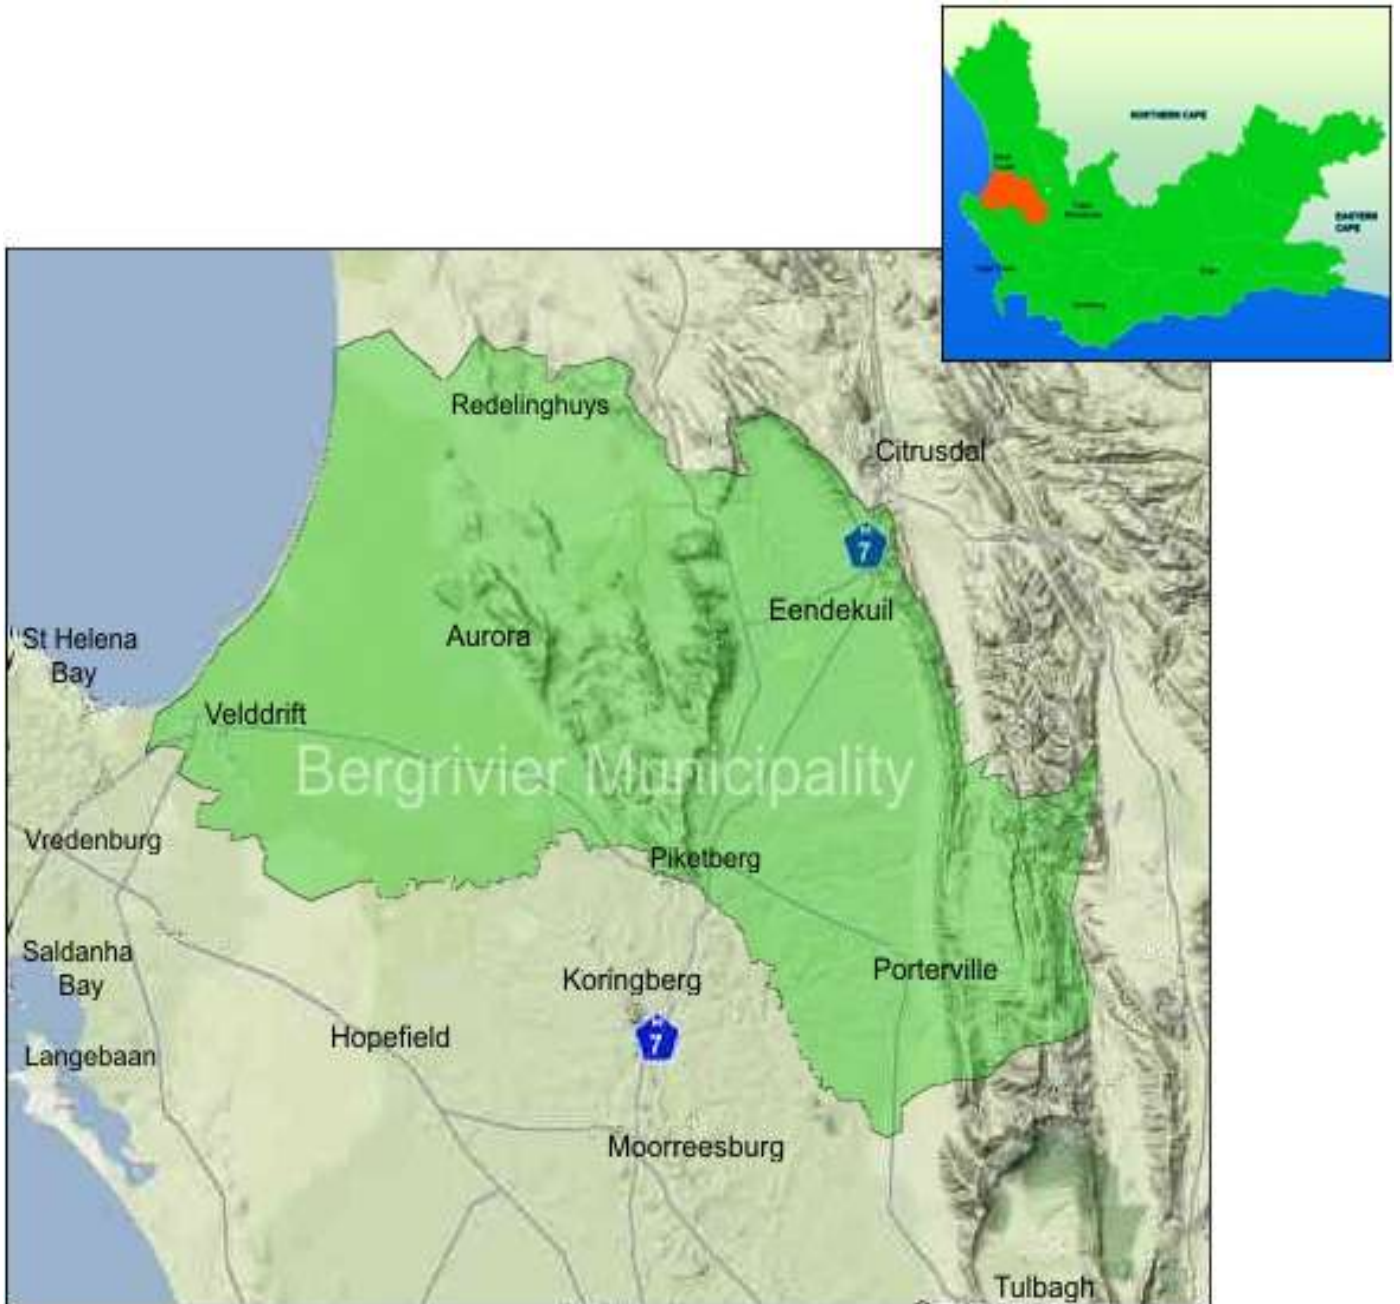 NORTHERN CAPE
EASTERN
CAPE
Redelinghuys
Citrusdal
7
Eendekuil
Aurora
St Helena
Bay
Velddrift
Bergrivier Municipality
Vredenburg
Piketberg
Saldanha
Bay
Porterville
Koringberg
Hopefield
7
Langebaan
Moorreesburg
Tulbagh